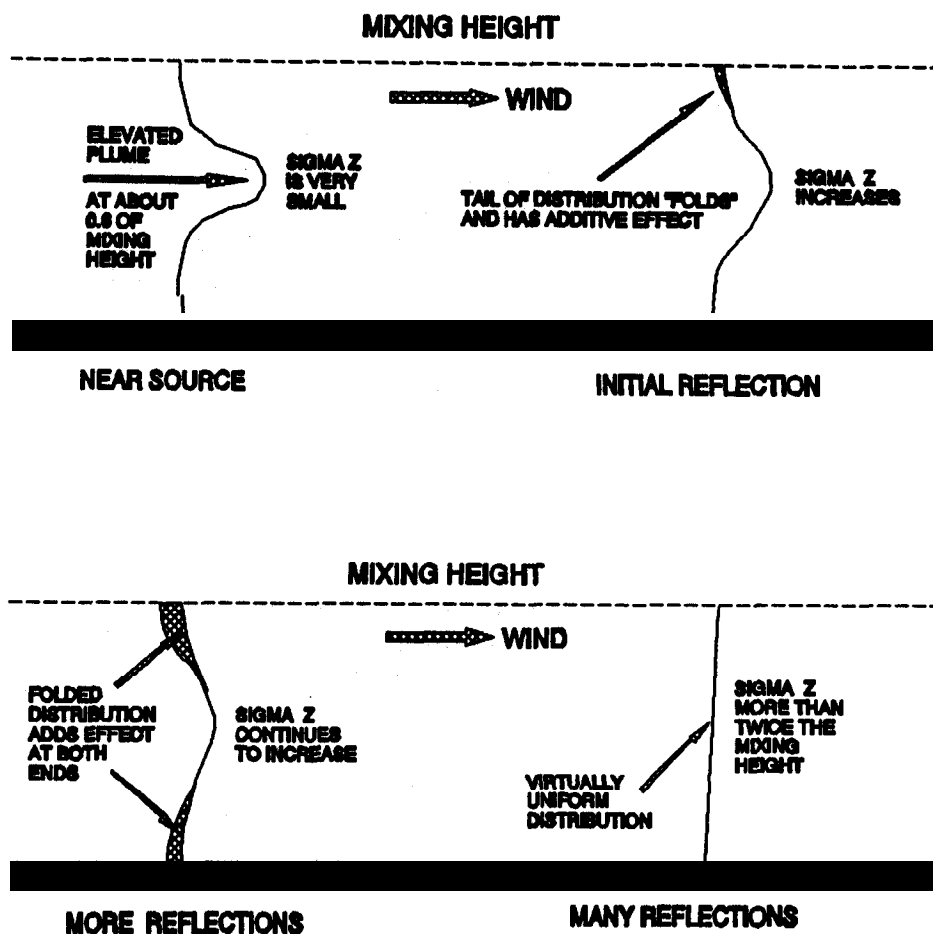 MIXING HEIGHT
WIND
ELEVATED
PLUME
AT ABOUT
0.6 OF
MIXING
HEIGHT
SIGMA Z
IS VERY
SMALL
TAIL OF DISTRIBUTION "FOLDS"
AND HAS ADDITIVE EFFECT
SIGMA Z
INCREASES
NEAR SOURCE
INITIAL REFLECTION
MIXING HEIGHT
WIND
FOLDED
DISTRIBUTION
ADDS EFFECT
AT BOTH
ENDS
SIGMA Z
CONTINUES
TO INCREASE
VIRTUALLY
UNIFORM
DISTRIBUTION
SIGMA Z
MORE THAN
TWICE THE
MIXING
HEIGHT
MORE REFLECTIONS
MANY REFLECTIONS